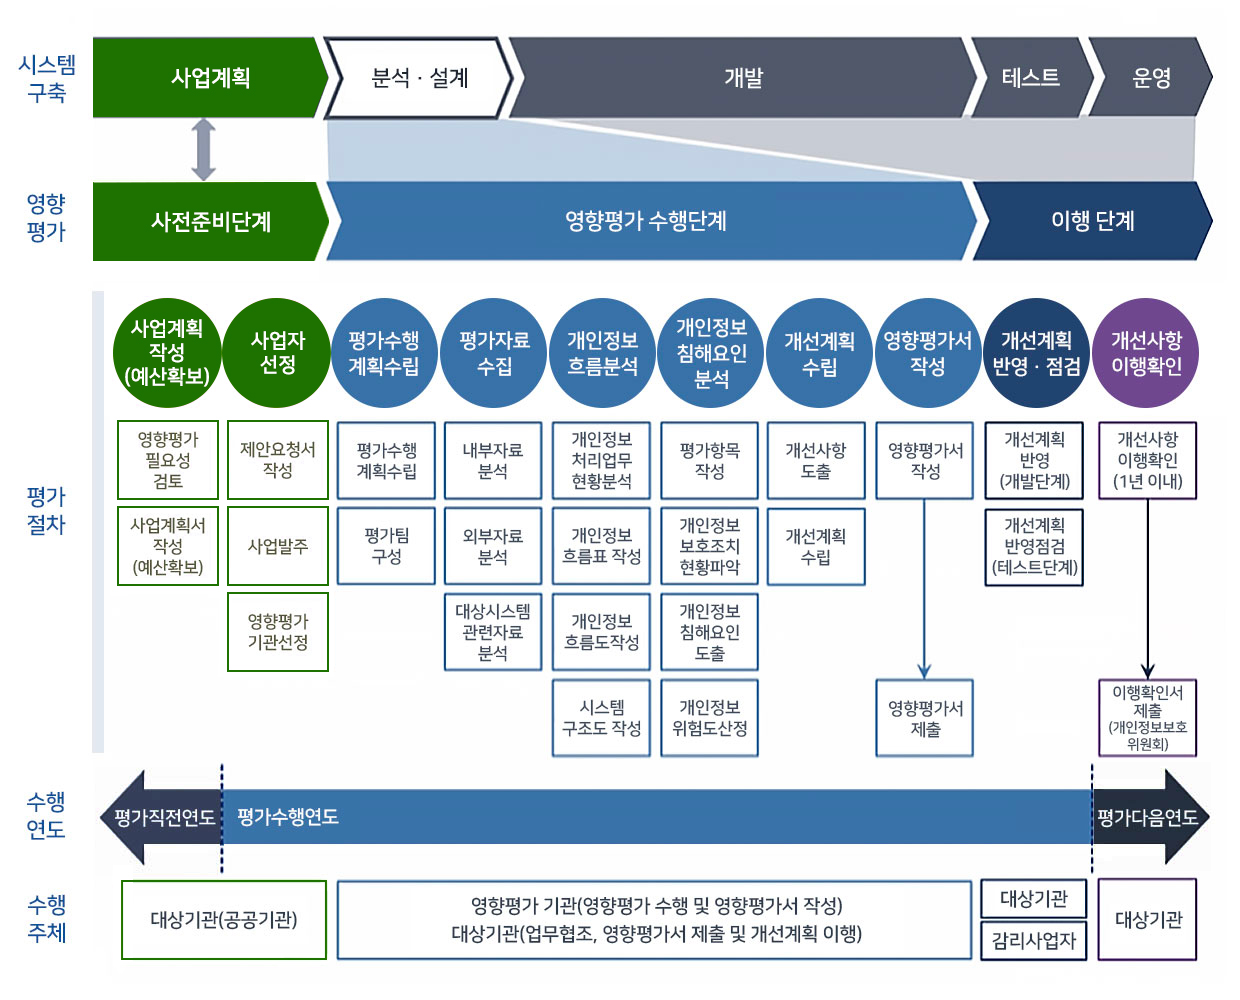 시스템
구축
사업계획
분석 · 설계
개발
테스트
운영
영향
평가
사전준비단계
영향평가 수행단계
이행 단계
평가
절차
사업계획
작성
(예산확보)
사업자
선정
평가수행
계획수립
평가자료
수집
개인정보
흐름분석
개인정보
침해요인
분석
개선계획
수립
영향평가서
작성
개선계획
반영 · 점검
개선사항
이행확인
영향평가
필요성
검토
사업계획서
작성
(예산확보)
제안요청서
작성
사업발주
영향평가
기관선정
평가수행
계획수립
평가팀
구성
내부자료
분석
외부자료
분석
대상시스템
관련자료
분석
개인정보
처리업무
현황분석
개인정보
흐름표 작성
개인정보
흐름도작성
시스템
구조도 작성
평가항목
작성
개인정보
보호조치
현황파악
개인정보
침해요인
도출
개인정보
위험도산정
개선사항
도출
개선계획
수립
영향평가서
작성
영향평가서
제출
개선계획
반영
(개발단계)
개선계획
반영점검
(테스트단계)
개선사항
이행확인
(1년 이내)
이행확인서
제출
(개인정보보호
위원회)
수행
연도
평가직전연도
평가수행연도
평가다음연도
수행
주체
대상기관(공공기관)
영향평가 기관(영향평가 수행 및 영향평가서 작성)
대상기관(업무협조, 영향평가서 제출 및 개선계획 이행)
대상기관
감리사업자
대상기관